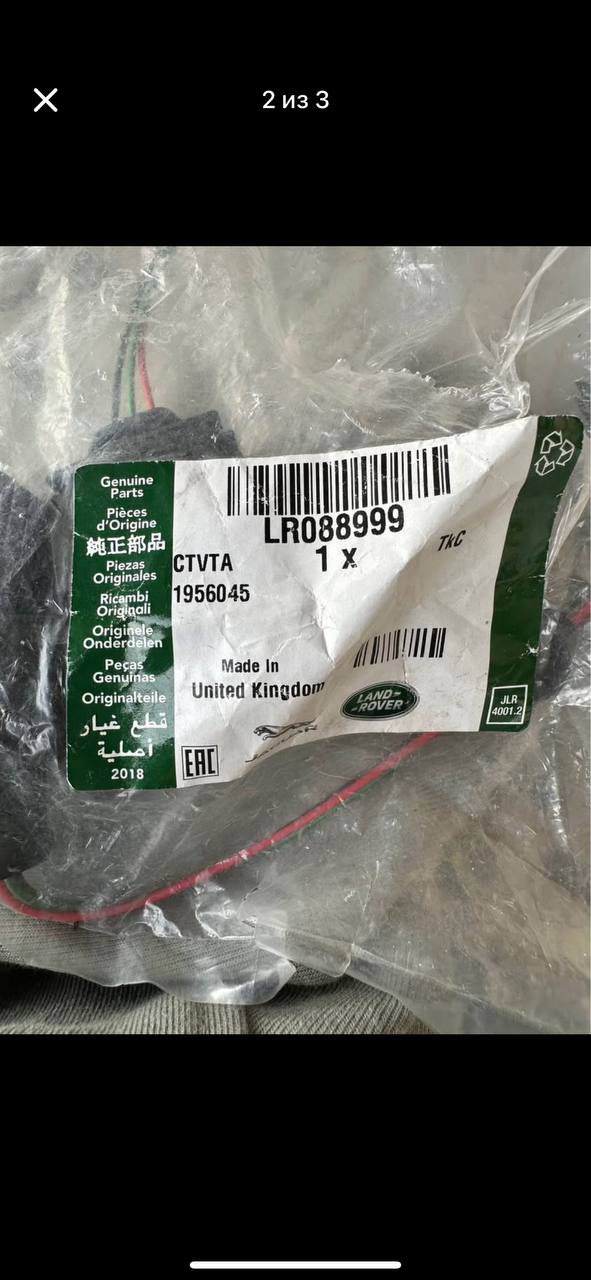 2 из 3
Genuine
Parts
Pièces
d'Origine
純正部品
Piezas
Originales
Ricambi
Originali
Originele
Onderdelen
Peças
Genuínas
Originalteile
قطع غيار
أصلية
2018
LR088999
1 x
TkC
CTVTA
1956045
Made In
United Kingdom
LAND-
-ROVER
JAGUAR
EAC
JLR
4001.2